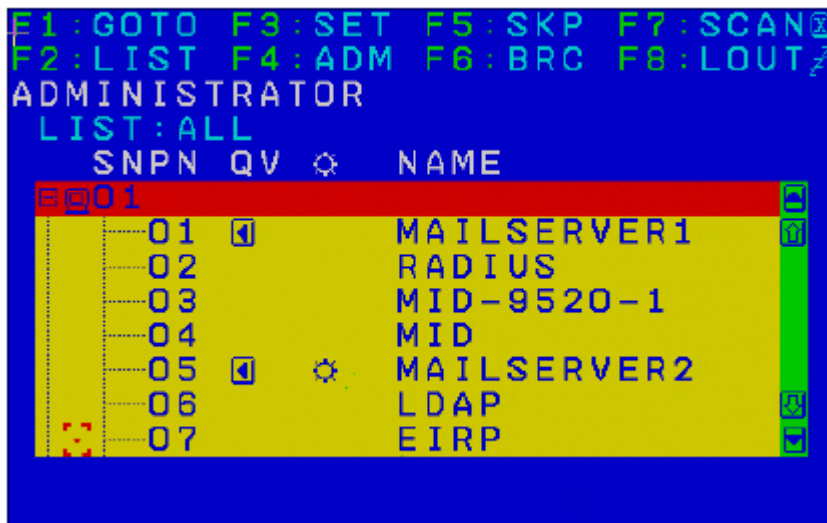 F1:GOTO F3:SET F5:SKP F7:SCAN
F2:LIST F4:ADM F6:BRC F8:LOUT
ADMINISTRATOR
LIST:ALL
SNPN QV NAME
01
01 MAILSERVER1
02 RADIUS
03 MID-9520-1
04 MID
05 MAILSERVER2
06 LDAP
07 EIRP